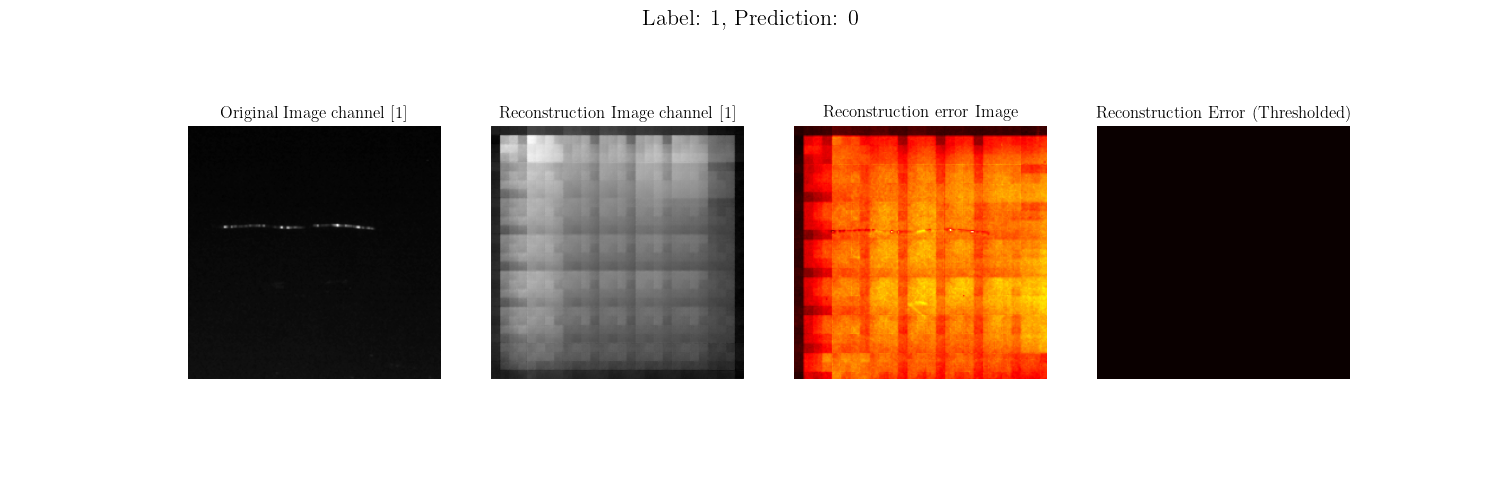 Label: 1, Prediction: 0
Original Image channel [1]
Reconstruction Image channel [1]
Reconstruction error Image
Reconstruction Error (Thresholded)